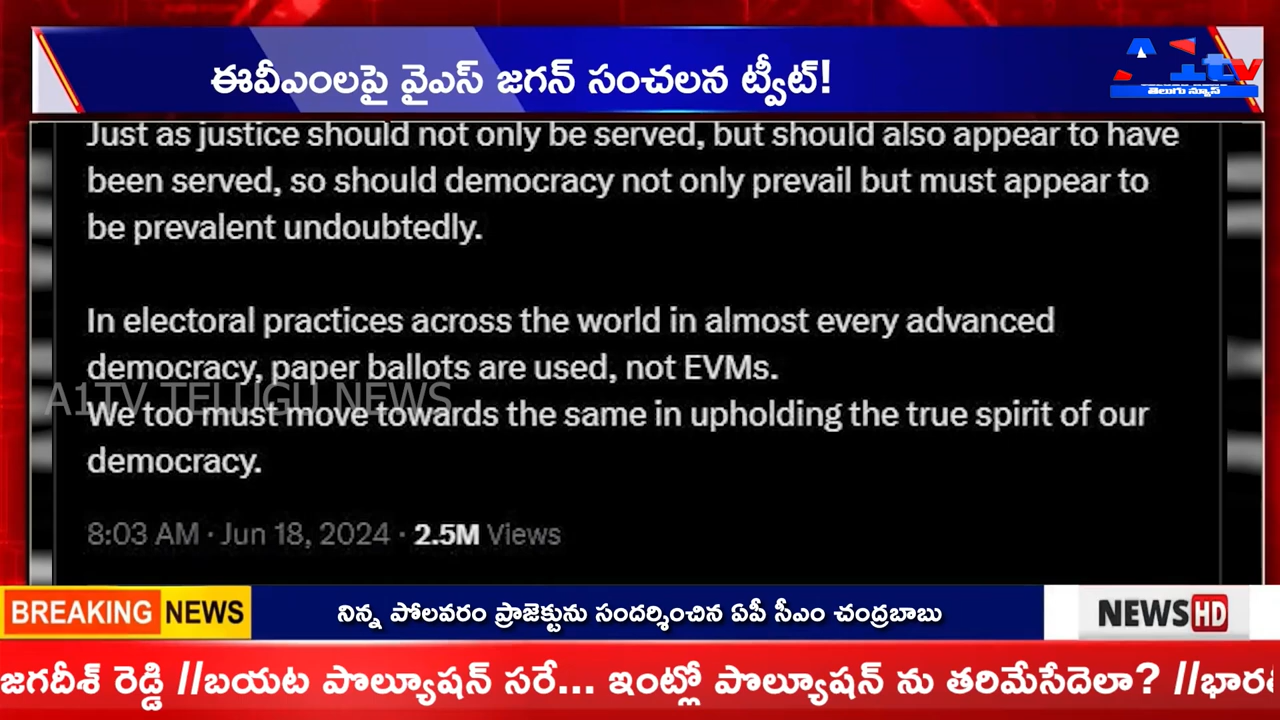 ఈవీఎంలపై వైఎస్ జగన్ సంచలన ట్వీట్!
A1tv
తెలుగు న్యూస్
Just as justice should not only be served, but should also appear to have
been served, so should democracy not only prevail but must appear to
be prevalent undoubtedly.
In electoral practices across the world in almost every advanced
democracy, paper ballots are used, not EVMs.
A1TV TELUGU NEWS
We too must move towards the same in upholding the true spirit of our
democracy.
8:03 AM · Jun 18, 2024 · 2.5M Views
BREAKING NEWS
నిన్న పోలవరం ప్రాజెక్టును సందర్శించిన ఏపీ సీఎం చంద్రబాబు
NEWS HD
జగదీశ్ రెడ్డి //బయట పొల్యూషన్ సరే... ఇంట్లో పొల్యూషన్ ను తరిమేసేదెలా? //